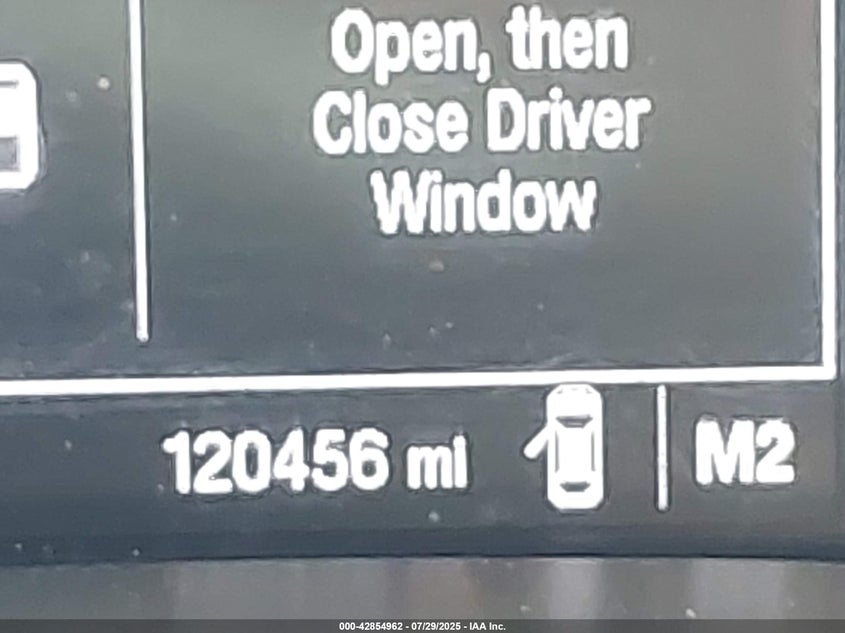 Open, then
Close Driver
Window
120456 mi
M2
000-42854962 - 07/29/2025 - IAA Inc.